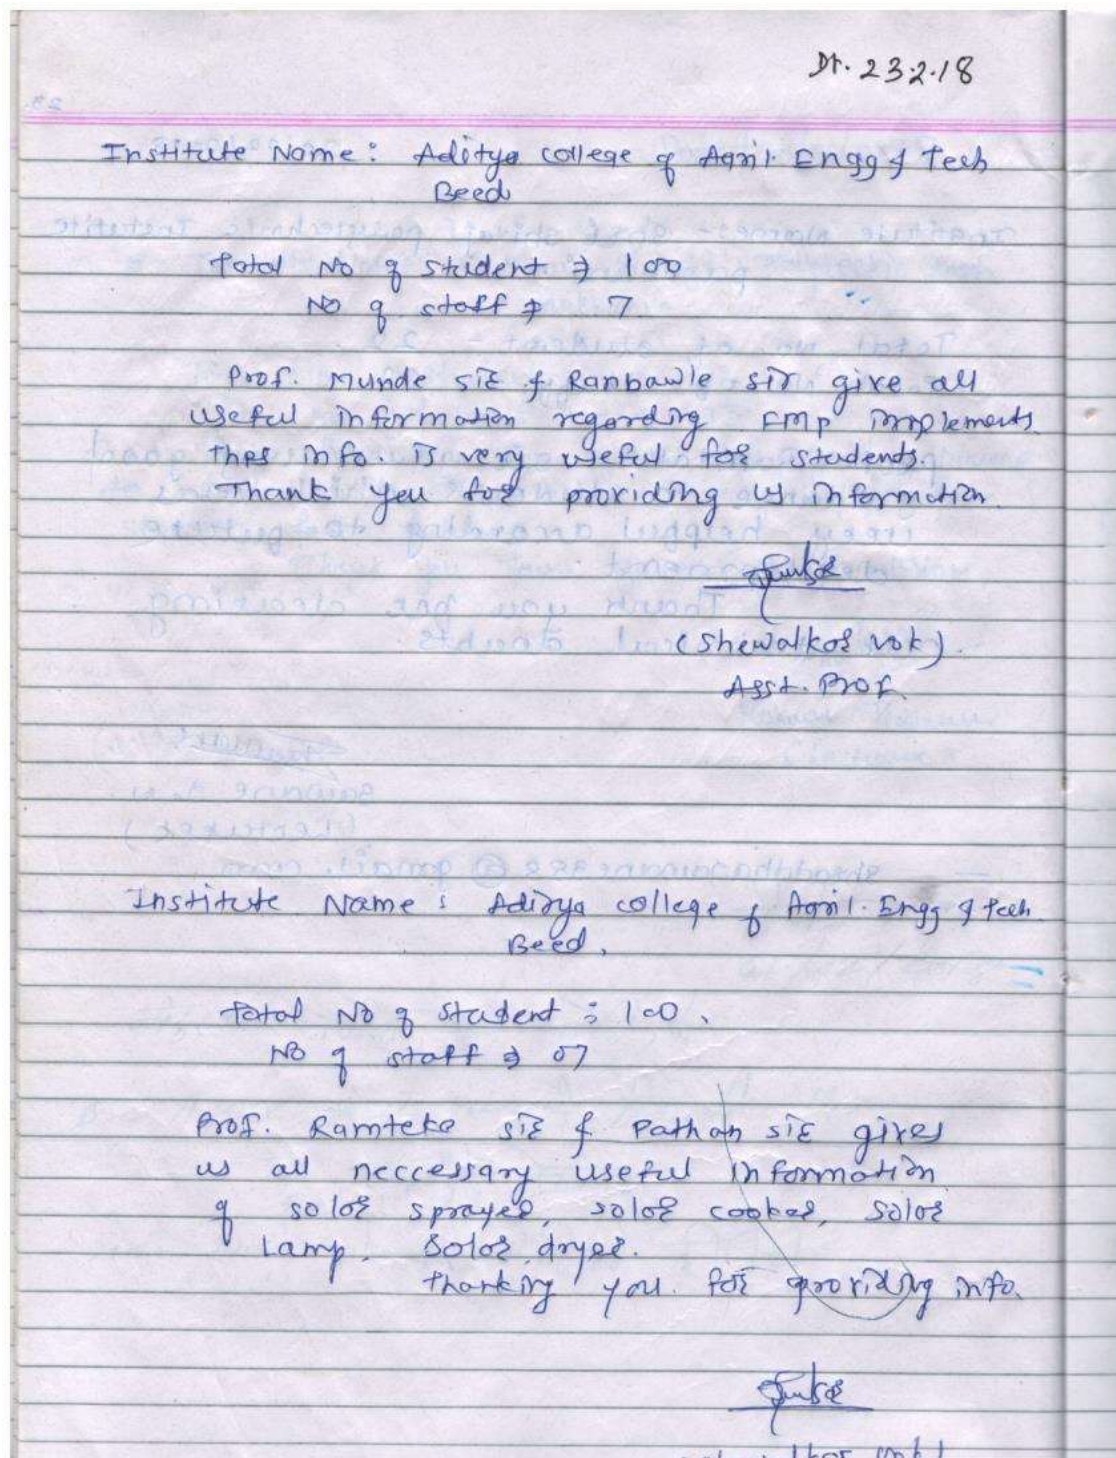 Dt. 23.2.18
Institute Name: Aditya college of Agril. Engg & Tech
Beed
Total No of student → 100
No of staff → 7
Prof. Munde sir & sir give all
useful information regarding FMP implements
This info. is very useful for students.
Thank you for providing us information.
(Shewalkar V.K)
Asst. Prof.
Institute Name : Aditya college of Agril. Engg & Tech
Beed.
Total No of student : 100.
No of staff → 07
Prof. Ramteke sir & Pathan sir gives
us all neccessary useful information
of solar sprayer, solar cooker, solar
Lamp. Solar dryer.
Thanking you. for providing info.